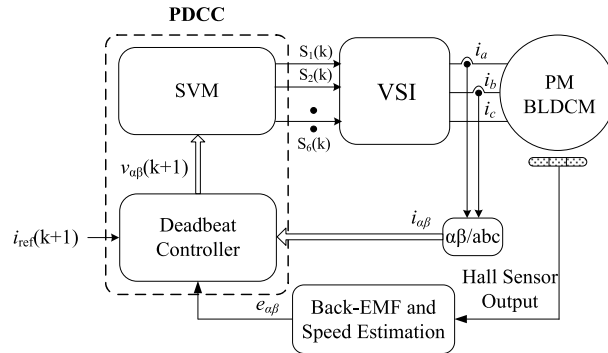 PDCC
SVM
S1(k)
S2(k)
S6(k)
VSI
ia
ib
ic
PM
BLDCM
vαβ(k+1)
iref(k+1)
Deadbeat
Controller
iαβ
αβ/abc
Hall Sensor
Output
eαβ
Back-EMF and
Speed Estimation